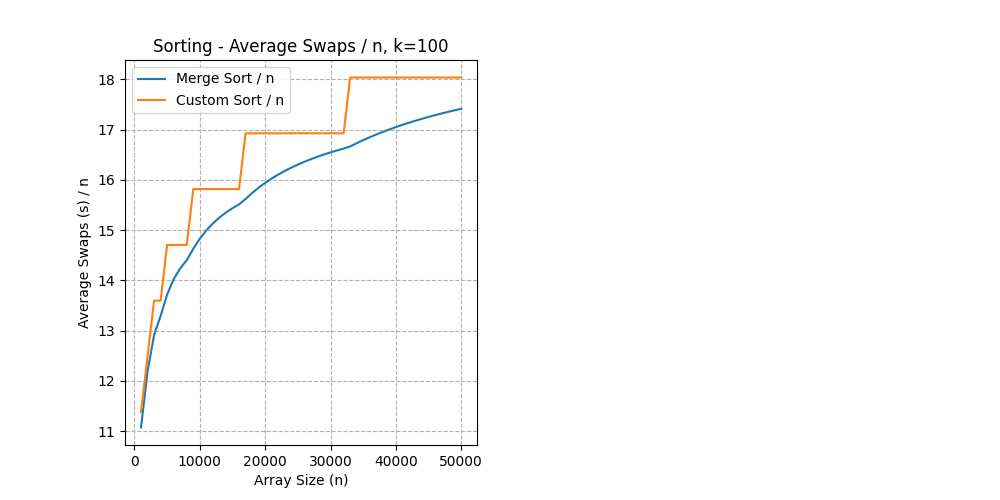 Sorting - Average Swaps / n, k=100
Merge Sort / n
Custom Sort / n
Average Swaps (s) / n
18
17
16
15
14
13
12
11
0 10000 20000 30000 40000 50000
Array Size (n)